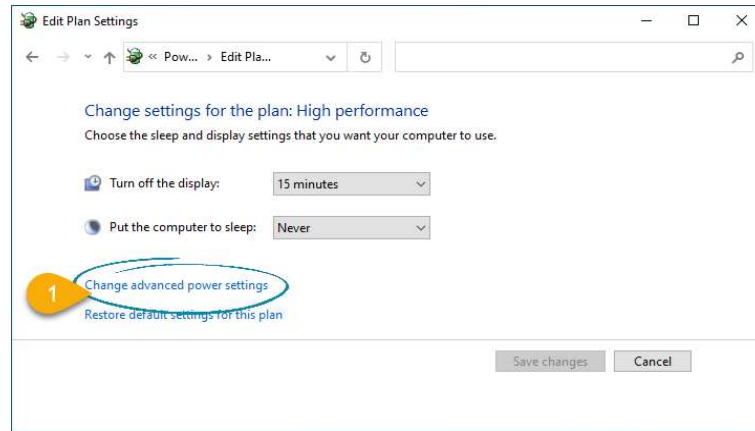 Edit Plan Settings
« Pow... › Edit Pla...
Change settings for the plan: High performance
Choose the sleep and display settings that you want your computer to use.
Turn off the display: 15 minutes
Put the computer to sleep: Never
1 Change advanced power settings
Restore default settings for this plan
Save changes Cancel